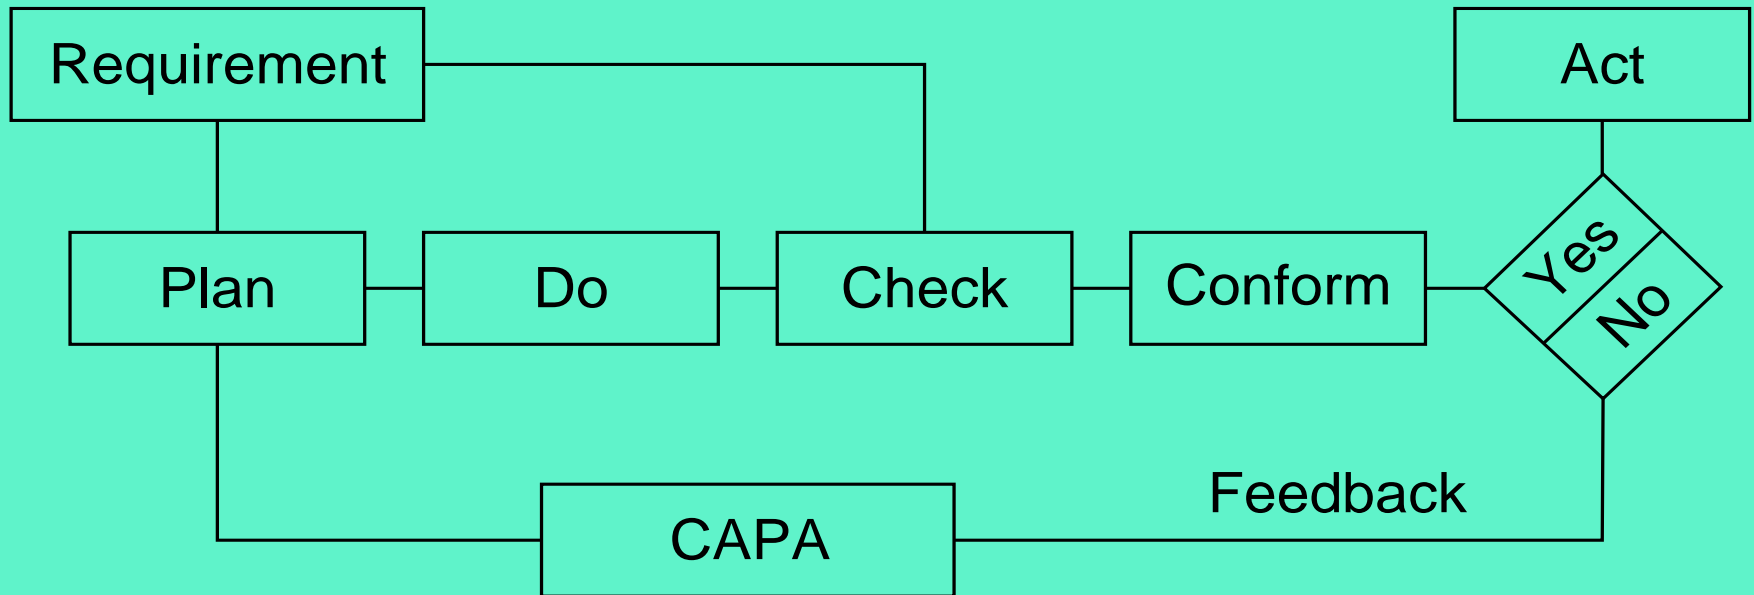 Requirement
Act
Plan
Do
Check
Conform
Yes
No
Feedback
CAPA